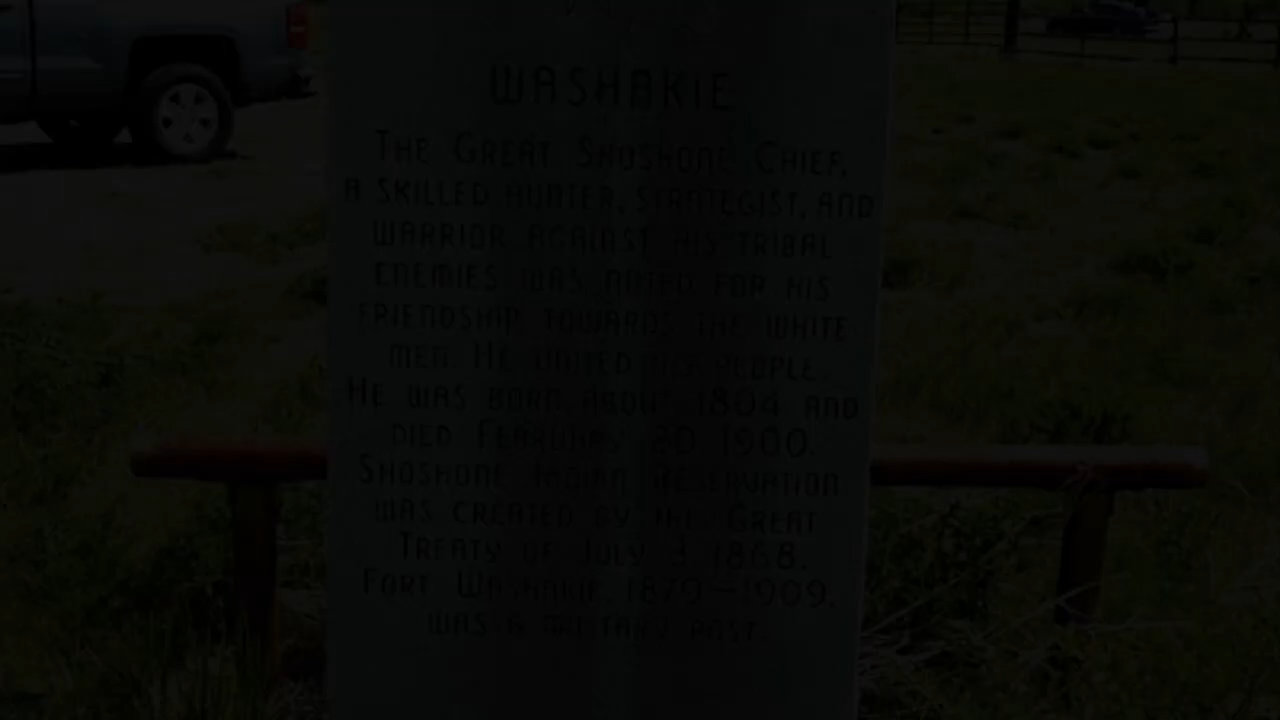 WASHAKIE
THE GREAT SHOSHONE CHIEF,
A SKILLED HUNTER, STRATEGIST, AND
WARRIOR AGAINST HIS TRIBAL
ENEMIES WAS NOTED FOR HIS
FRIENDSHIP TOWARDS THE WHITE
MEN. HE UNITED HIS PEOPLE.
HE WAS BORN ABOUT 1804 AND
DIED FEBRUARY 20, 1900.
SHOSHONE INDIAN RESERVATION
WAS CREATED BY THE GREAT
TREATY OF JULY 3, 1868.
FORT WASHAKIE, 1879-1909,
WAS A MILITARY POST.